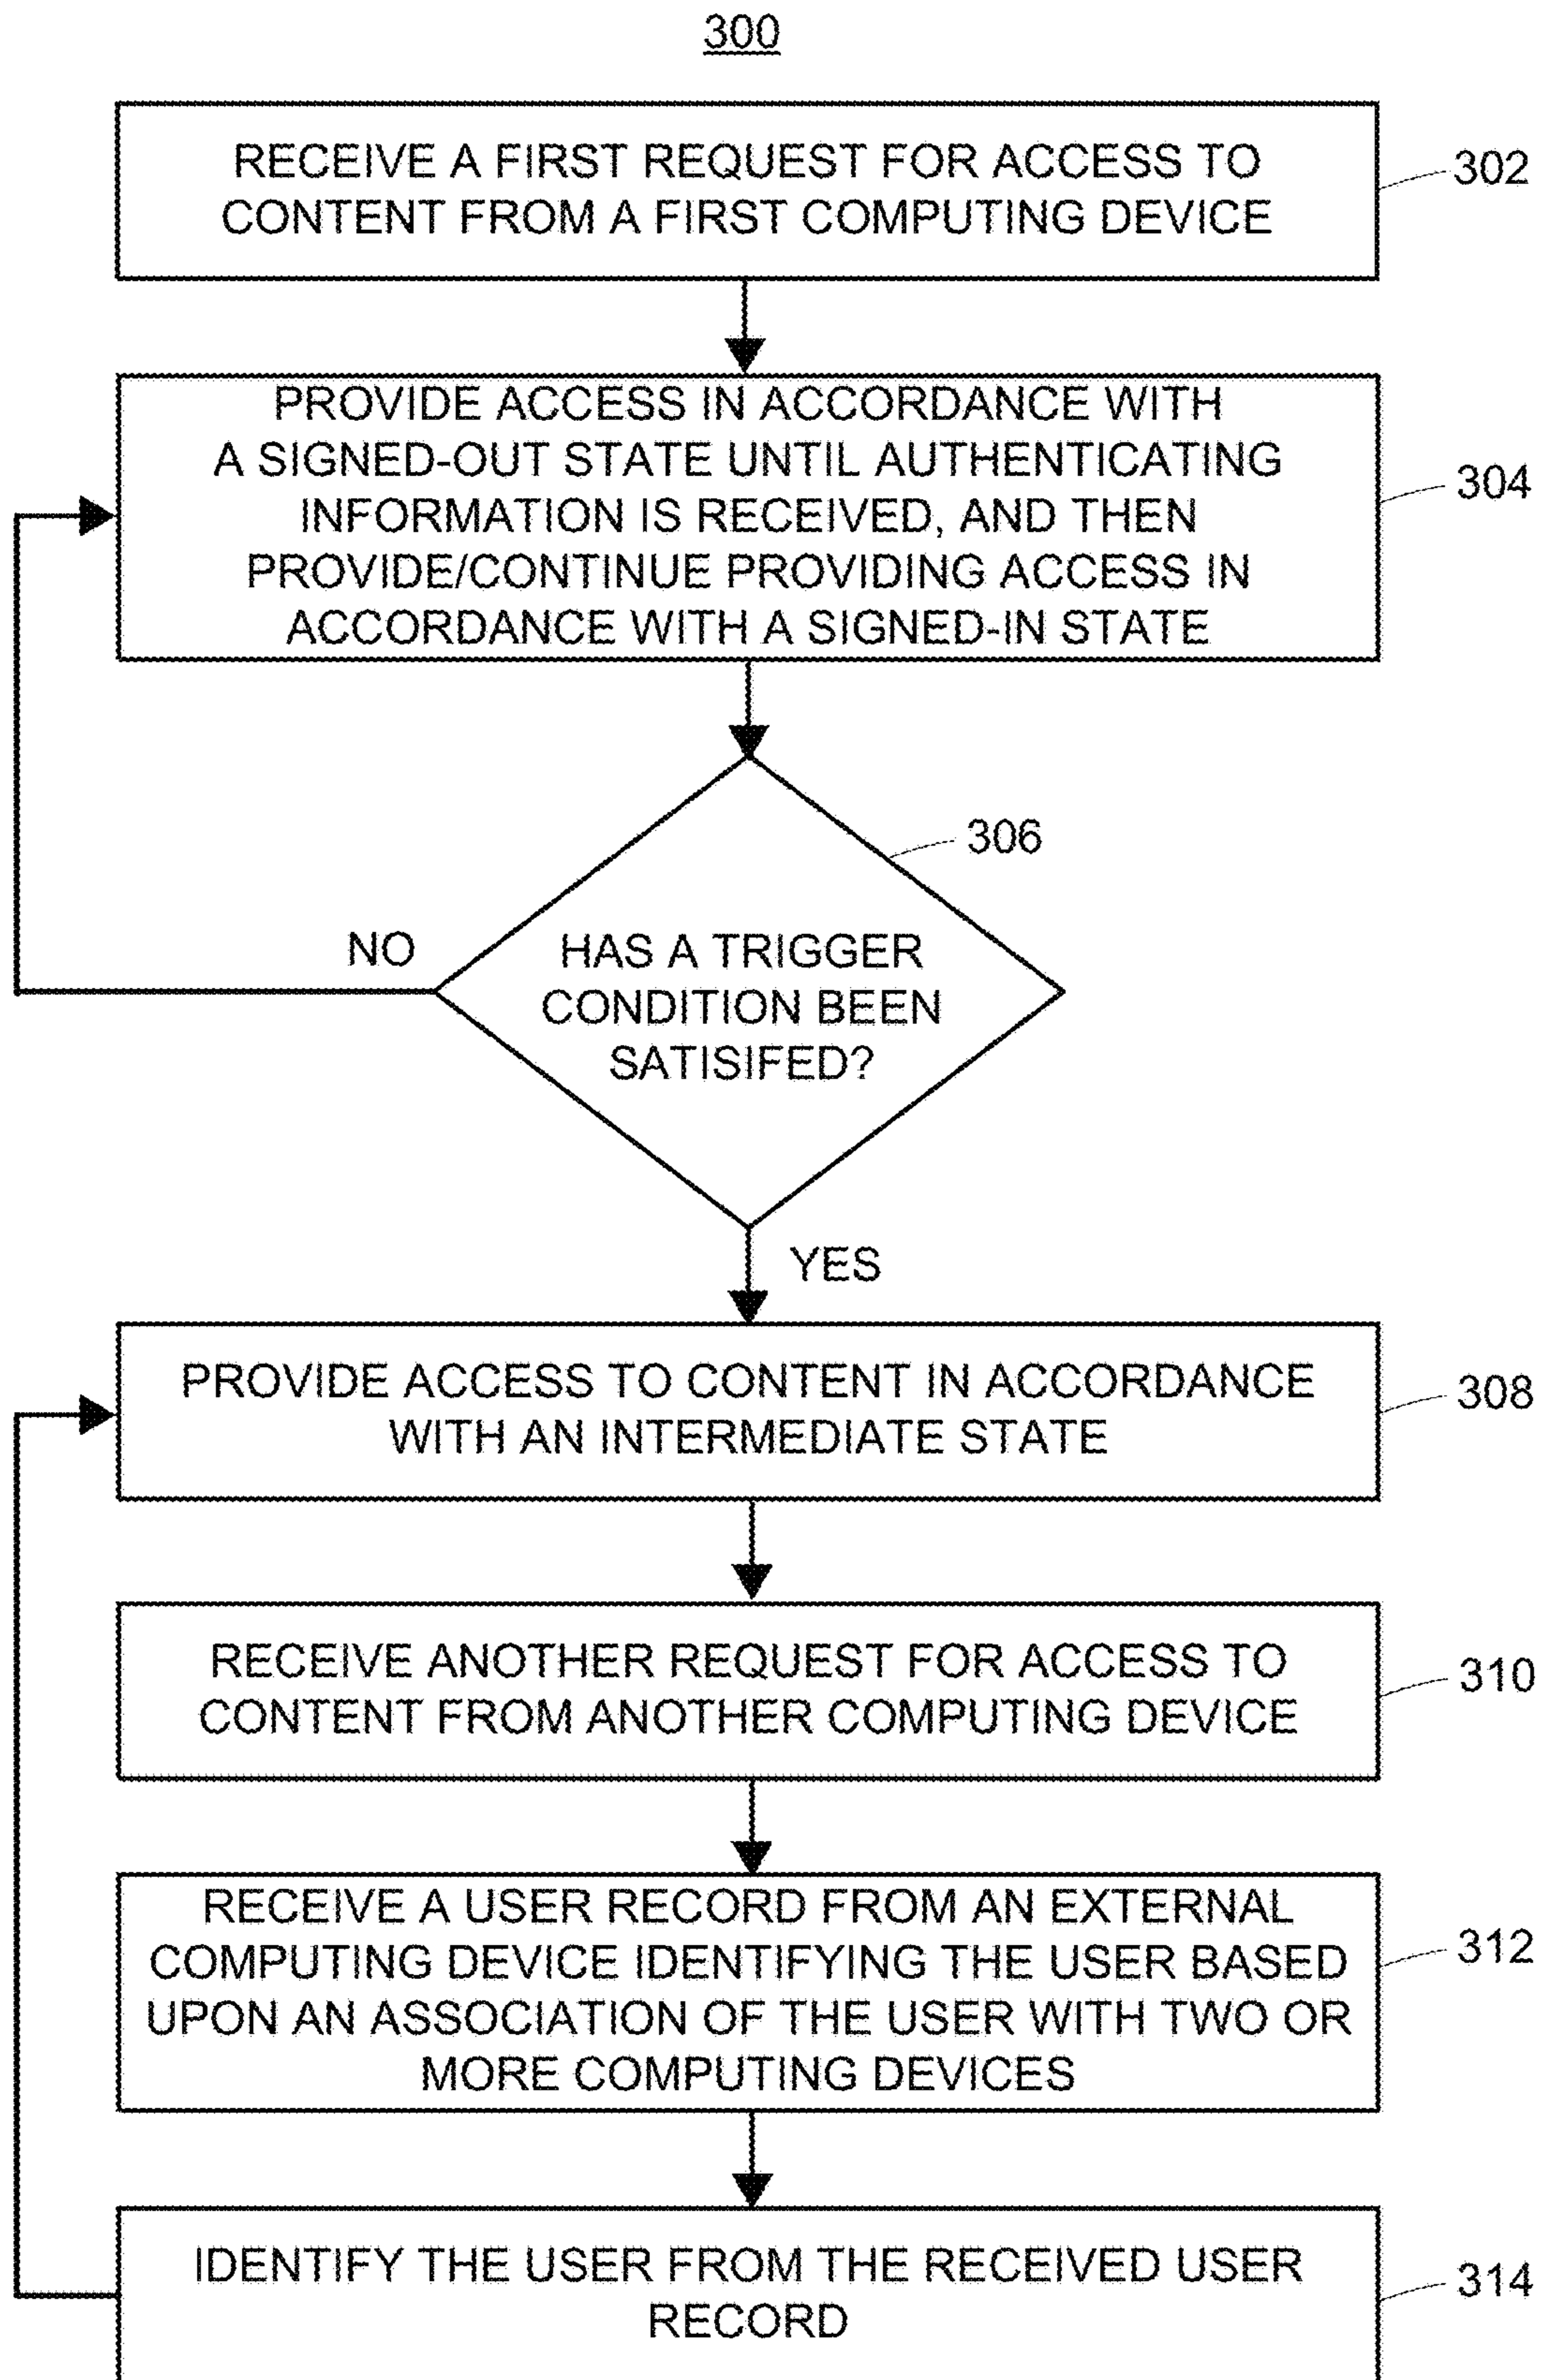 300
RECEIVE A FIRST REQUEST FOR ACCESS TO
CONTENT FROM A FIRST COMPUTING DEVICE
302
PROVIDE ACCESS IN ACCORDANCE WITH
A SIGNED-OUT STATE UNTIL AUTHENTICATING
INFORMATION IS RECEIVED, AND THEN
PROVIDE/CONTINUE PROVIDING ACCESS IN
ACCORDANCE WITH A SIGNED-IN STATE
304
306
NO
HAS A TRIGGER
CONDITION BEEN
SATISIFED?
YES
PROVIDE ACCESS TO CONTENT IN ACCORDANCE
WITH AN INTERMEDIATE STATE
308
RECEIVE ANOTHER REQUEST FOR ACCESS TO
CONTENT FROM ANOTHER COMPUTING DEVICE
310
RECEIVE A USER RECORD FROM AN EXTERNAL
COMPUTING DEVICE IDENTIFYING THE USER BASED
UPON AN ASSOCIATION OF THE USER WITH TWO OR
MORE COMPUTING DEVICES
312
IDENTIFY THE USER FROM THE RECEIVED USER
RECORD
314